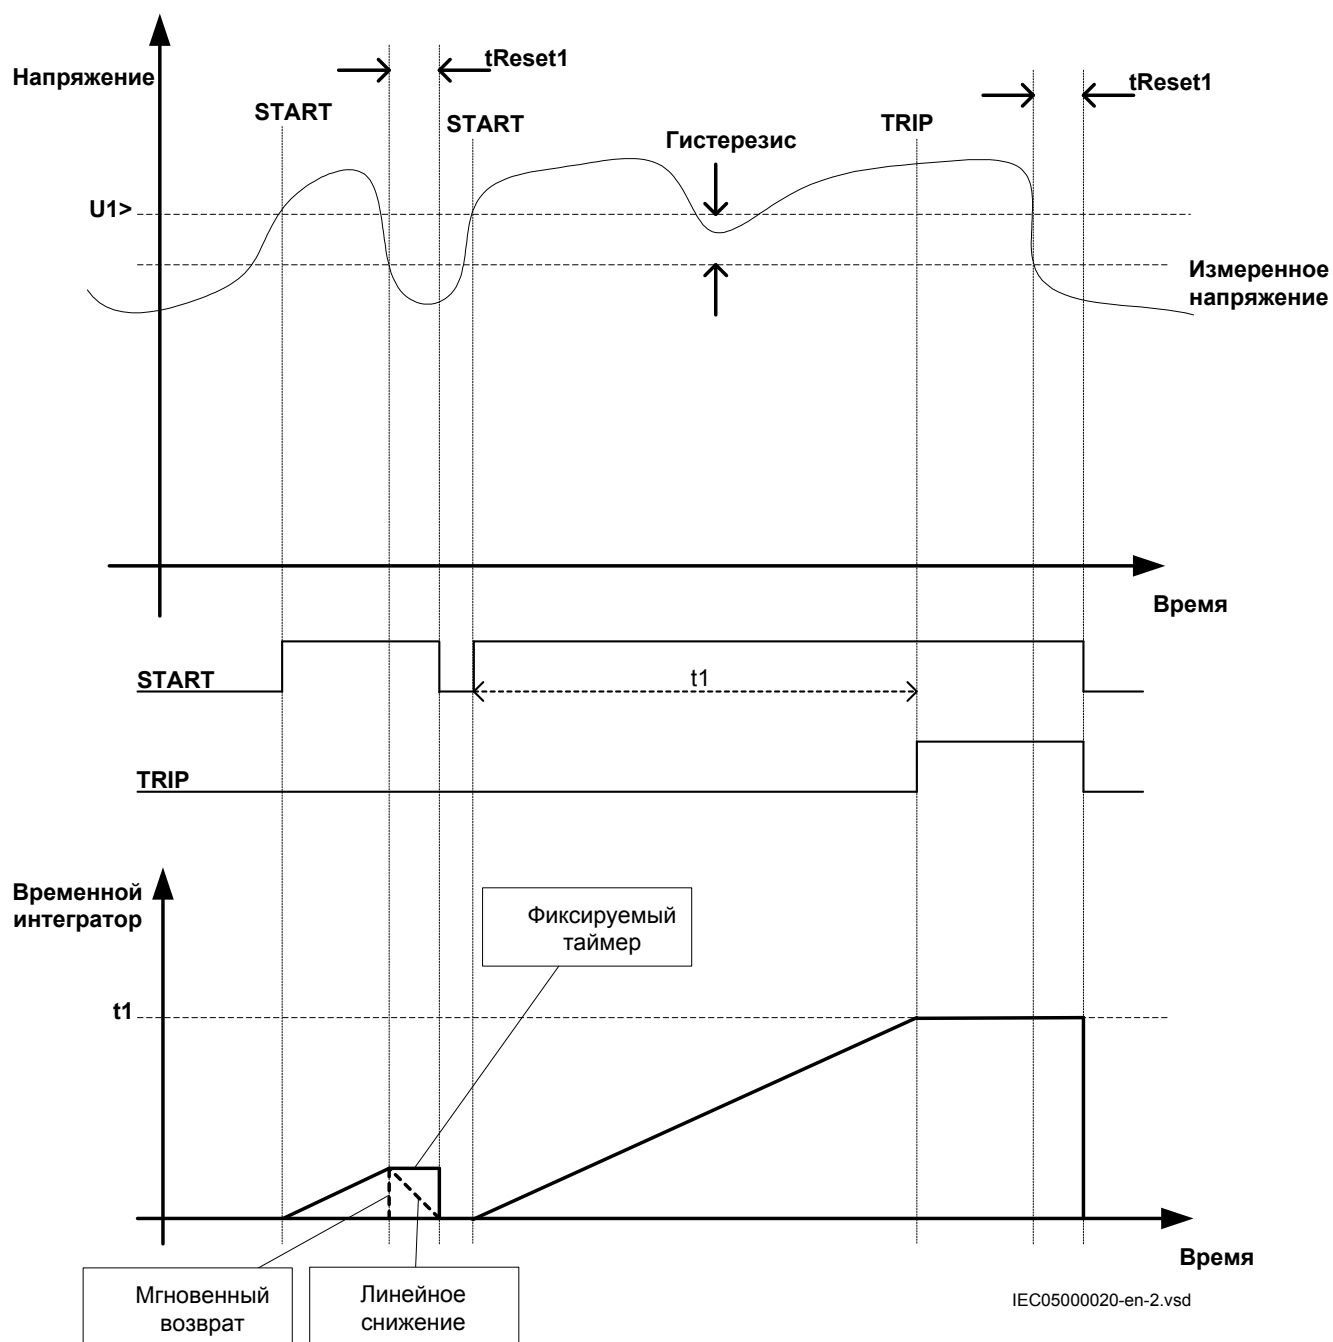 tReset1
Напряжение
tReset1
START
START
TRIP
Гистерезис
U1>
Измеренное
напряжение
Время
START
t1
TRIP
Временной
интегратор
Фиксируемый
таймер
t1
Время
Мгновенный
возврат
Линейное
снижение
IEC05000020-en-2.vsd